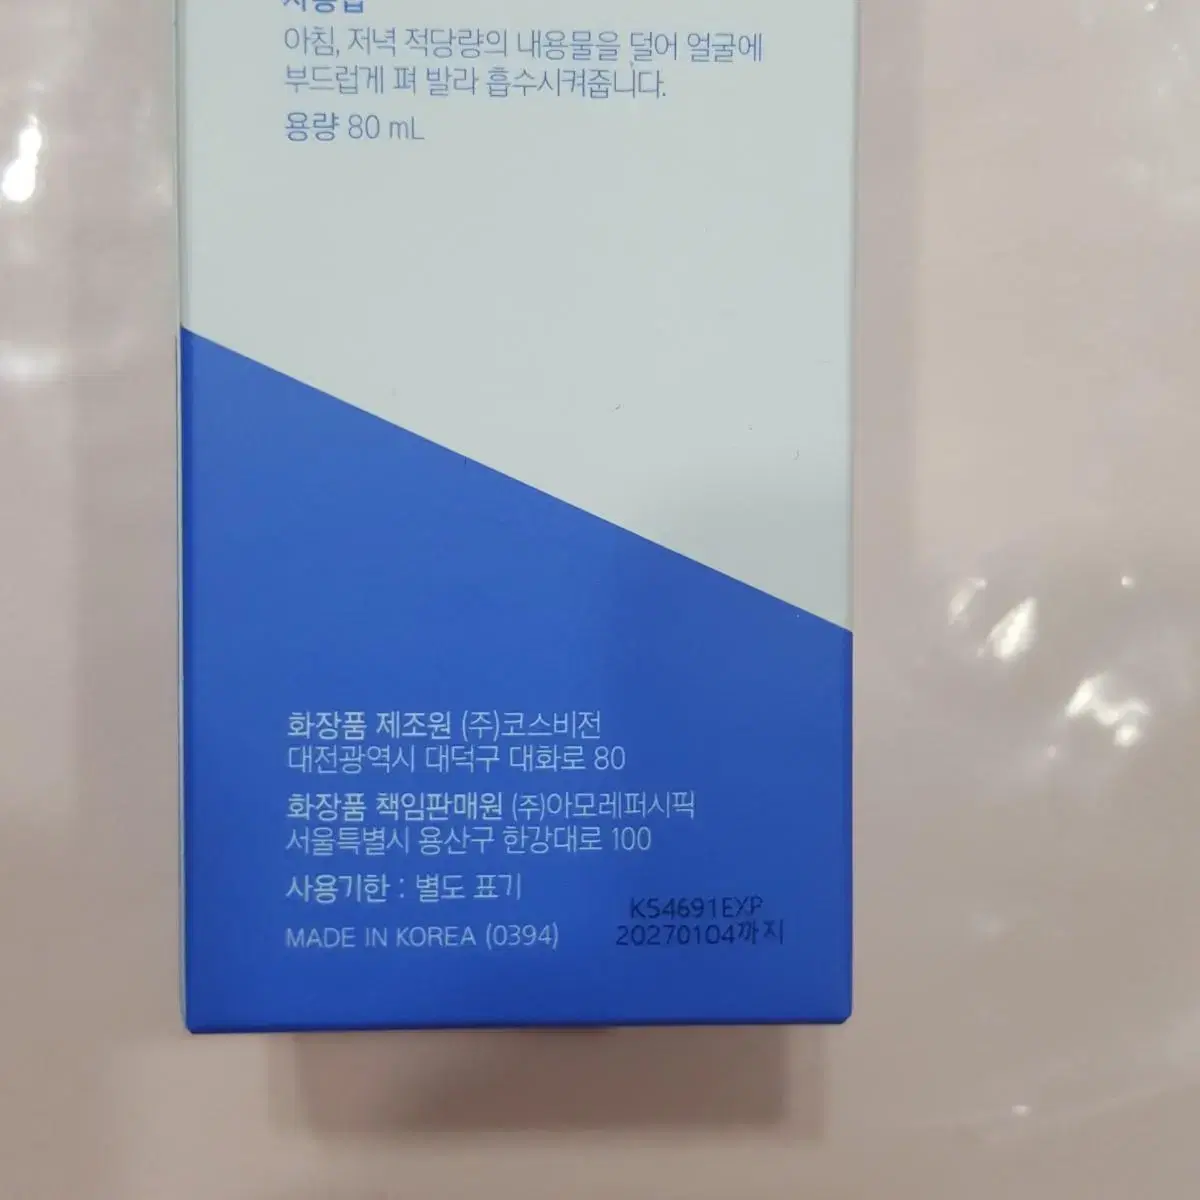 사용법
아침, 저녁 적당량의 내용물을 덜어 얼굴에
부드럽게 펴 발라 흡수시켜줍니다.
용량 80 mL
화장품 제조원 (주)코스비전
대전광역시 대덕구 대화로 80
화장품 책임판매원 (주)아모레퍼시픽
서울특별시 용산구 한강대로 100
사용기한 : 별도 표기
MADE IN KOREA (0394)
KS4691EXP
20270104까지